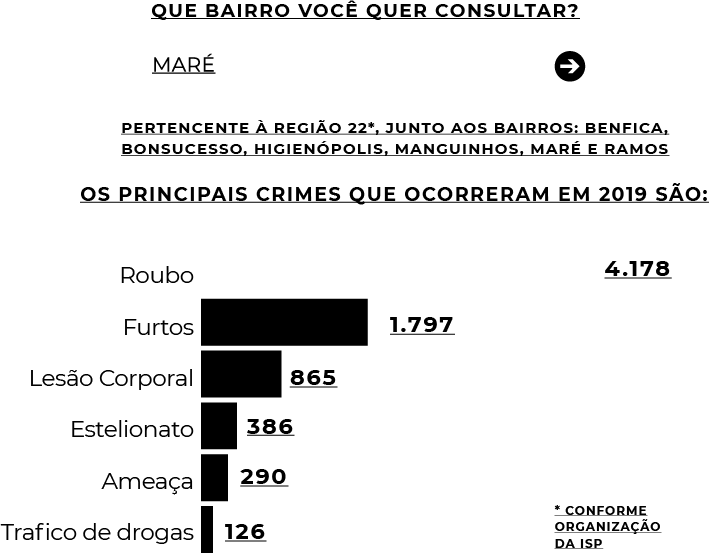 QUE BAIRRO VOCÊ QUER CONSULTAR?
MARÉ
PERTENCENTE À REGIÃO 22*, JUNTO AOS BAIRROS: BENFICA,
BONSUCESSO, HIGIENÓPOLIS, MANGUINHOS, MARÉ E RAMOS
OS PRINCIPAIS CRIMES QUE OCORRERAM EM 2019 SÃO:
Roubo 4.178
Furtos 1.797
Lesão Corporal 865
Estelionato 386
Ameaça 290
Trafico de drogas 126
* CONFORME
ORGANIZAÇÃO
DA ISP